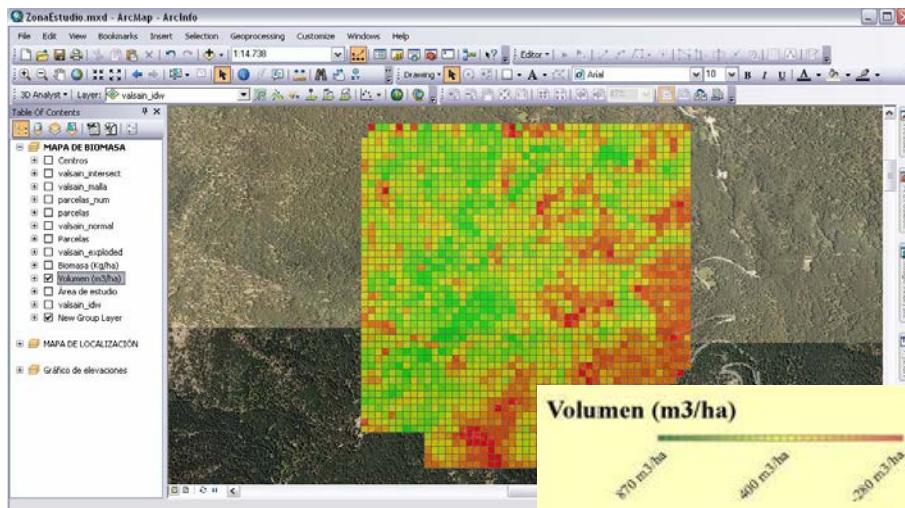 ZonaEstudio.mxd - ArcMap - ArcInfo
File Edit View Bookmarks Insert Selection Geoprocessing Customize Windows Help
1:14.738
Editor
Drawing
Arial
10
B I U A
3D Analyst
Layer: valsain_idw
Table Of Contents
MAPA DE BIOMASA
Centros
valsain_intersect
valsain_malla
parcelas_num
parcelas
valsain_normal
Parcelas
valsain_exploded
Biomasa (Kg/ha)
Volumen (m3/ha)
Área de estudio
valsain_idw
New Group Layer
MAPA DE LOCALIZACIÓN
Gráfico de elevaciones
Volumen (m3/ha)
870 m3/ha
400 m3/ha
-280 m3/ha